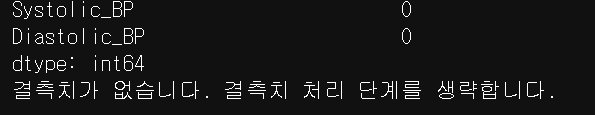 Systolic_BP 0
Diastolic_BP 0
dtype: int64
결측치가 없습니다. 결측치 처리 단계를 생략합니다.